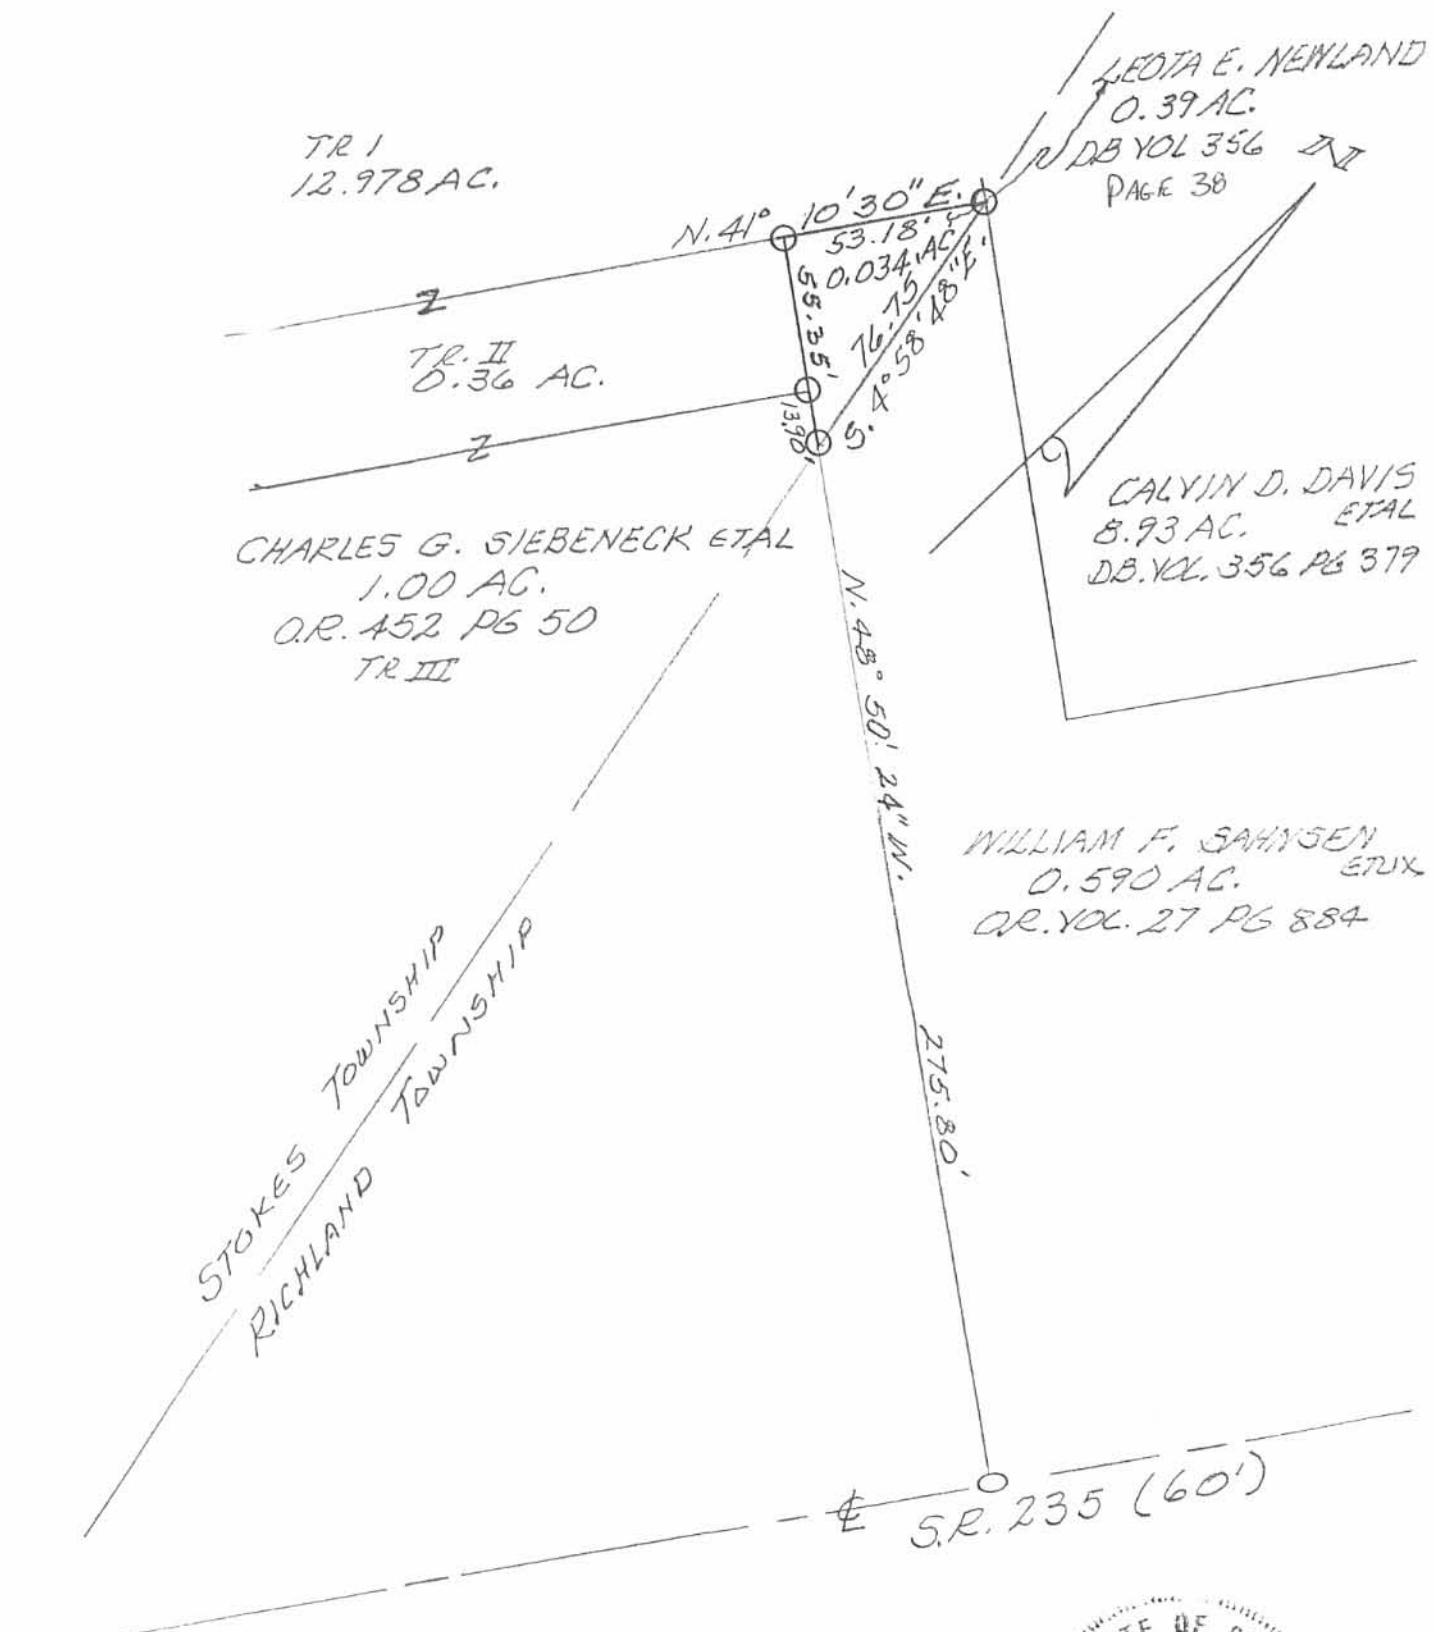 LEOTA E. NEWLAND
0.39 AC.
DB VOL 356
PAGE 38
N
TR I
12.978 AC.
N. 41° 10' 30" E.
53.18'
0.034 AC.
55.35'
76.75
S. 4° 58' 48" E.
13.90'
Z
TR. II
0.36 AC.
Z
CHARLES G. SIEBENECK ETAL
1.00 AC.
O.R. 452 PG 50
TR III
CALVIN D. DAVIS
ETAL
8.93 AC.
DB. VOL. 356 PG 379
N. 48° 50' 24" W.
275.80'
WILLIAM F. SAHNSEN
ETUX
0.590 AC.
OR. VOL. 27 PG 884
STOKES TOWNSHIP
RICHLAND TOWNSHIP
℄
S.R. 235 (60')
OF